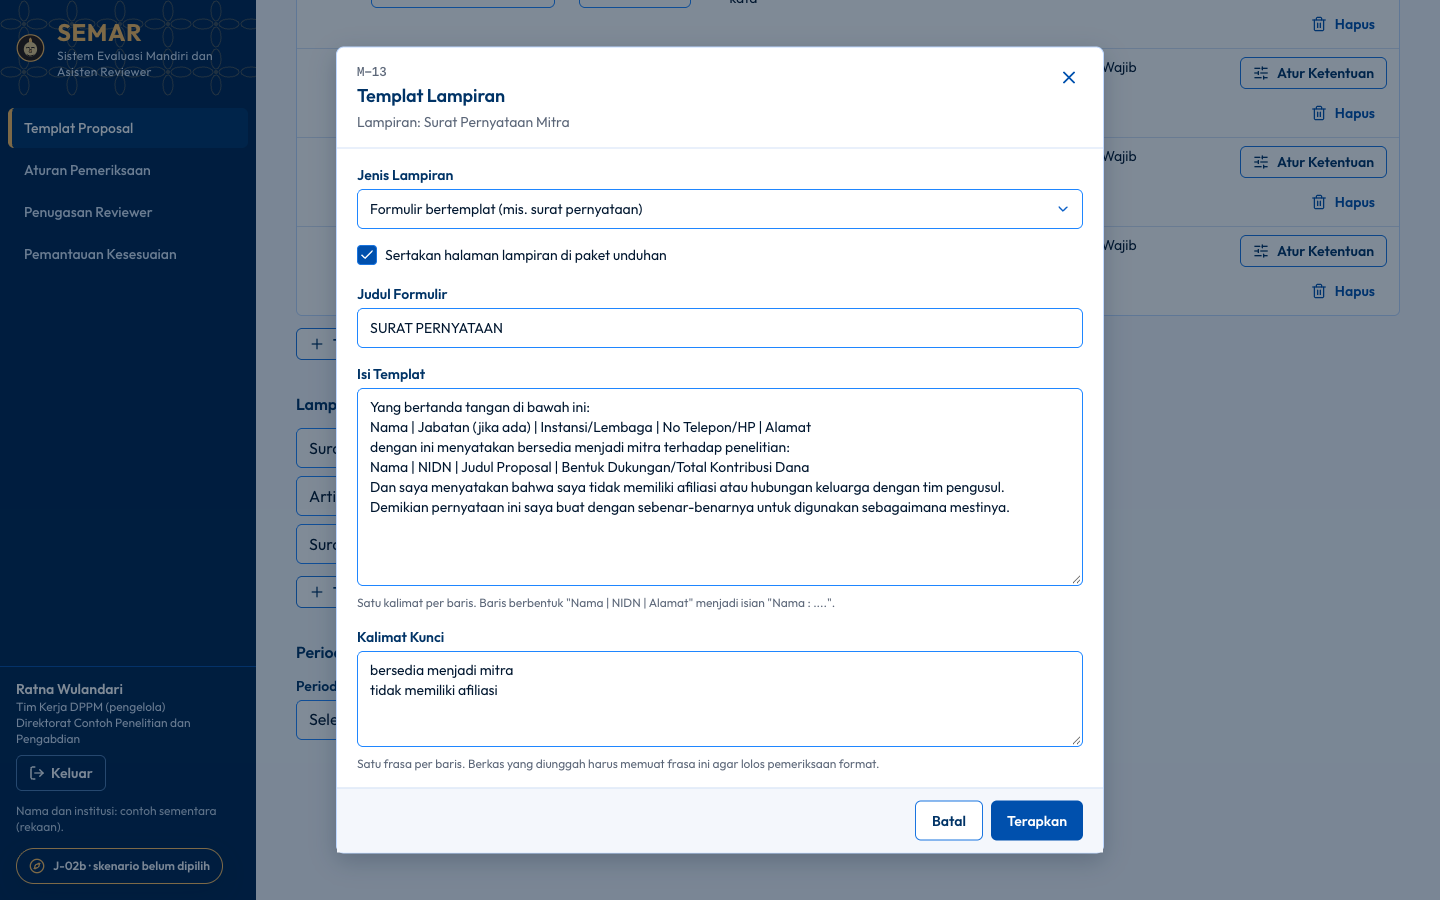 SEMAR
Sistem Evaluasi Mandiri dan
Asisten Reviewer
Templat Proposal
Aturan Pemeriksaan
Penugasan Reviewer
Pemantauan Kesesuaian
Ratna Wulandari
Tim Kerja DPPM (pengelola)
Direktorat Contoh Penelitian dan
Pengabdian
Keluar
Nama dan institusi: contoh sementara
(rekaan).
J-02b · skenario belum dipilih
Hapus
Wajib
Atur Ketentuan
Hapus
Wajib
Atur Ketentuan
Hapus
Wajib
Atur Ketentuan
Hapus
M-13
Templat Lampiran
Lampiran: Surat Pernyataan Mitra
Jenis Lampiran
Formulir bertemplat (mis. surat pernyataan)
Sertakan halaman lampiran di paket unduhan
Judul Formulir
SURAT PERNYATAAN
Isi Templat
Yang bertanda tangan di bawah ini:
Nama | Jabatan (jika ada) | Instansi/Lembaga | No Telepon/HP | Alamat
dengan ini menyatakan bersedia menjadi mitra terhadap penelitian:
Nama | NIDN | Judul Proposal | Bentuk Dukungan/Total Kontribusi Dana
Dan saya menyatakan bahwa saya tidak memiliki afiliasi atau hubungan keluarga dengan tim pengusul.
Demikian pernyataan ini saya buat dengan sebenar-benarnya untuk digunakan sebagaimana mestinya.
Satu kalimat per baris. Baris berbentuk "Nama | NIDN | Alamat" menjadi isian "Nama : ....".
Kalimat Kunci
bersedia menjadi mitra
tidak memiliki afiliasi
Satu frasa per baris. Berkas yang diunggah harus memuat frasa ini agar lolos pemeriksaan format.
Batal
Terapkan